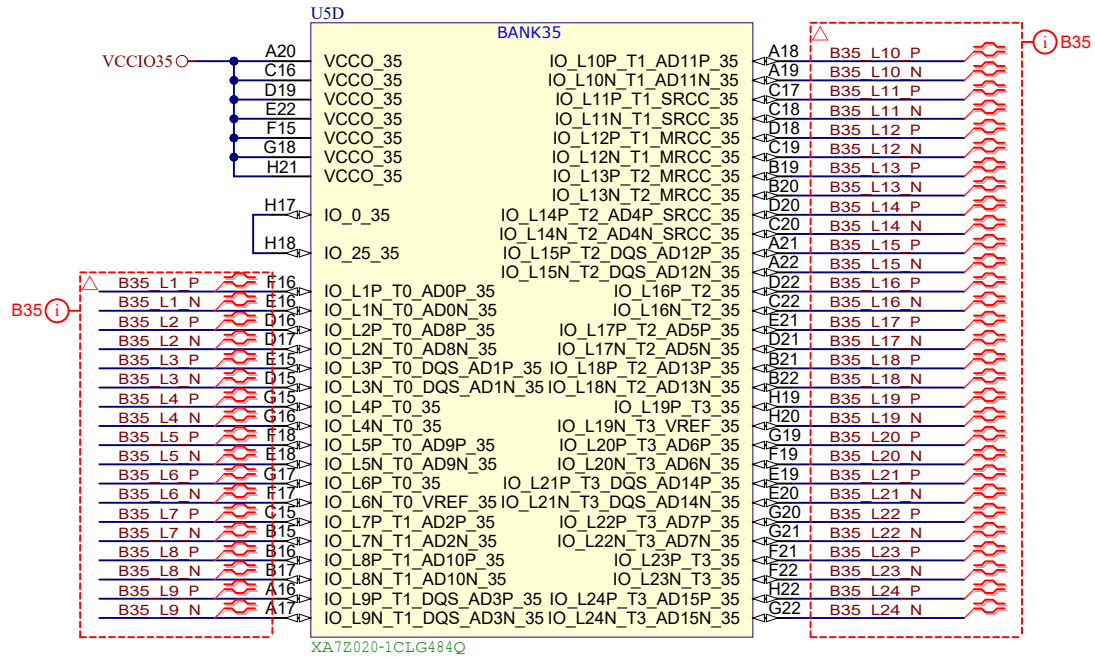 U5D
BANK35
VCCIO35
A20 VCCO_35
C16 VCCO_35
D19 VCCO_35
E22 VCCO_35
F15 VCCO_35
G18 VCCO_35
H21 VCCO_35
H17 IO_0_35
H18 IO_25_35
B35
B35_L1_P F16 IO_L1P_T0_AD0P_35
B35_L1_N E16 IO_L1N_T0_AD0N_35
B35_L2_P D16 IO_L2P_T0_AD8P_35
B35_L2_N D17 IO_L2N_T0_AD8N_35
B35_L3_P E15 IO_L3P_T0_DQS_AD1P_35
B35_L3_N D15 IO_L3N_T0_DQS_AD1N_35
B35_L4_P G15 IO_L4P_T0_35
B35_L4_N G16 IO_L4N_T0_35
B35_L5_P F18 IO_L5P_T0_AD9P_35
B35_L5_N E18 IO_L5N_T0_AD9N_35
B35_L6_P G17 IO_L6P_T0_35
B35_L6_N F17 IO_L6N_T0_VREF_35
B35_L7_P C15 IO_L7P_T1_AD2P_35
B35_L7_N B15 IO_L7N_T1_AD2N_35
B35_L8_P B16 IO_L8P_T1_AD10P_35
B35_L8_N B17 IO_L8N_T1_AD10N_35
B35_L9_P A16 IO_L9P_T1_DQS_AD3P_35
B35_L9_N A17 IO_L9N_T1_DQS_AD3N_35
IO_L10P_T1_AD11P_35 A18 B35_L10_P
IO_L10N_T1_AD11N_35 A19 B35_L10_N
IO_L11P_T1_SRCC_35 C17 B35_L11_P
IO_L11N_T1_SRCC_35 C18 B35_L11_N
IO_L12P_T1_MRCC_35 D18 B35_L12_P
IO_L12N_T1_MRCC_35 C19 B35_L12_N
IO_L13P_T2_MRCC_35 B19 B35_L13_P
IO_L13N_T2_MRCC_35 B20 B35_L13_N
IO_L14P_T2_AD4P_SRCC_35 D20 B35_L14_P
IO_L14N_T2_AD4N_SRCC_35 C20 B35_L14_N
IO_L15P_T2_DQS_AD12P_35 A21 B35_L15_P
IO_L15N_T2_DQS_AD12N_35 A22 B35_L15_N
IO_L16P_T2_35 D22 B35_L16_P
IO_L16N_T2_35 C22 B35_L16_N
IO_L17P_T2_AD5P_35 E21 B35_L17_P
IO_L17N_T2_AD5N_35 D21 B35_L17_N
IO_L18P_T2_AD13P_35 B21 B35_L18_P
IO_L18N_T2_AD13N_35 B22 B35_L18_N
IO_L19P_T3_35 H19 B35_L19_P
IO_L19N_T3_VREF_35 H20 B35_L19_N
IO_L20P_T3_AD6P_35 G19 B35_L20_P
IO_L20N_T3_AD6N_35 F19 B35_L20_N
IO_L21P_T3_DQS_AD14P_35 E19 B35_L21_P
IO_L21N_T3_DQS_AD14N_35 E20 B35_L21_N
IO_L22P_T3_AD7P_35 G20 B35_L22_P
IO_L22N_T3_AD7N_35 G21 B35_L22_N
IO_L23P_T3_35 F21 B35_L23_P
IO_L23N_T3_35 F22 B35_L23_N
IO_L24P_T3_AD15P_35 H22 B35_L24_P
IO_L24N_T3_AD15N_35 G22 B35_L24_N
i B35
i
XA7Z020-1CLG484Q